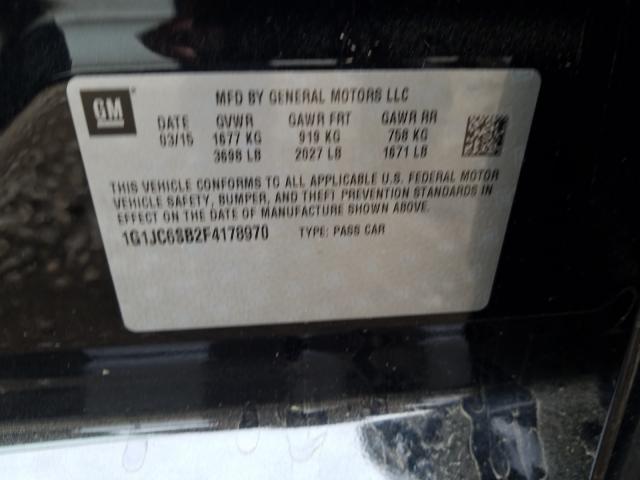 GM
MFD BY GENERAL MOTORS LLC
DATE GVWR GAWR FRT GAWR RR
03/15 1677 KG 919 KG 758 KG
3698 LB 2027 LB 1671 LB
THIS VEHICLE CONFORMS TO ALL APPLICABLE U.S. FEDERAL MOTOR
VEHICLE SAFETY, BUMPER, AND THEFT PREVENTION STANDARDS IN
EFFECT ON THE DATE OF MANUFACTURE SHOWN ABOVE.
1G1JC6SB2F4178970 TYPE: PASS CAR